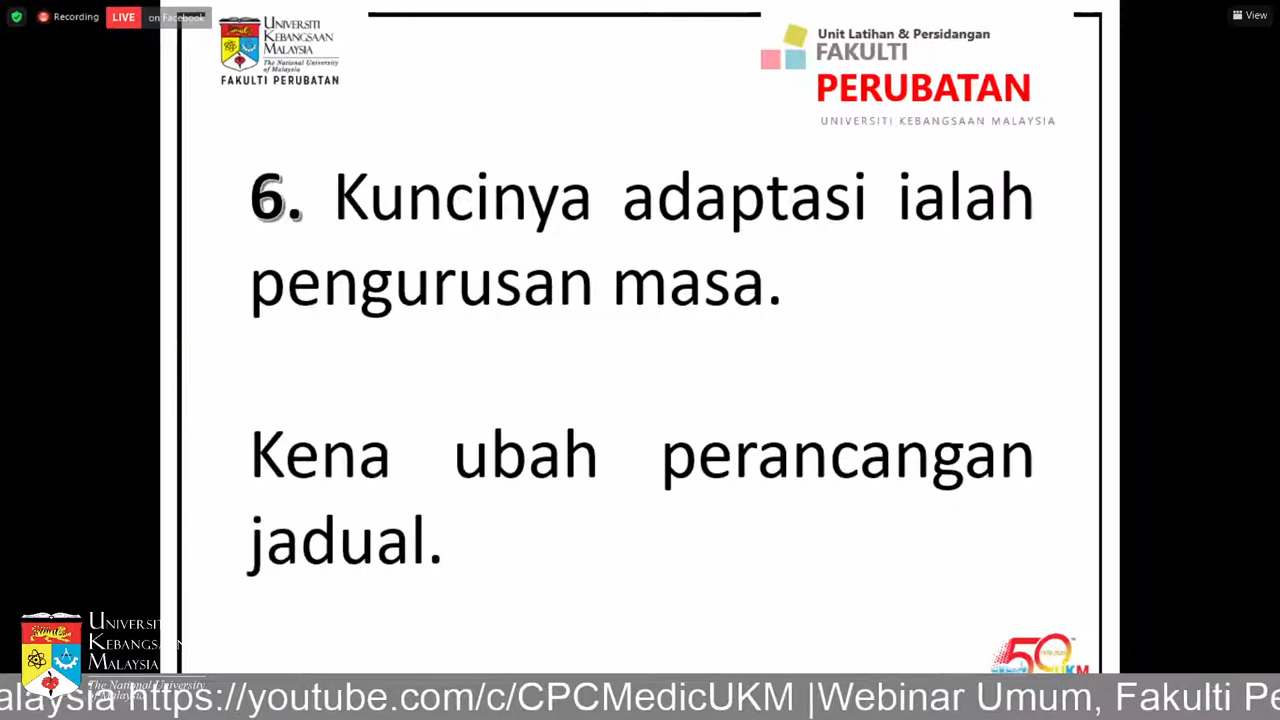 Recording
LIVE
on Facebook
View
UNIVERSITI
KEBANGSAAN
MALAYSIA
The National University
of Malaysia
FAKULTI PERUBATAN
Unit Latihan & Persidangan
FAKULTI
PERUBATAN
UNIVERSITI KEBANGSAAN MALAYSIA
6. Kuncinya adaptasi ialah
pengurusan masa.
Kena ubah perancangan
jadual.
UNIVERSITI
KEBANGSAAN
MALAYSIA
The National University
of Malaysia
50
UKM
alaysia https://youtube.com/c/CPCMedicUKM |Webinar Umum, Fakulti Pe